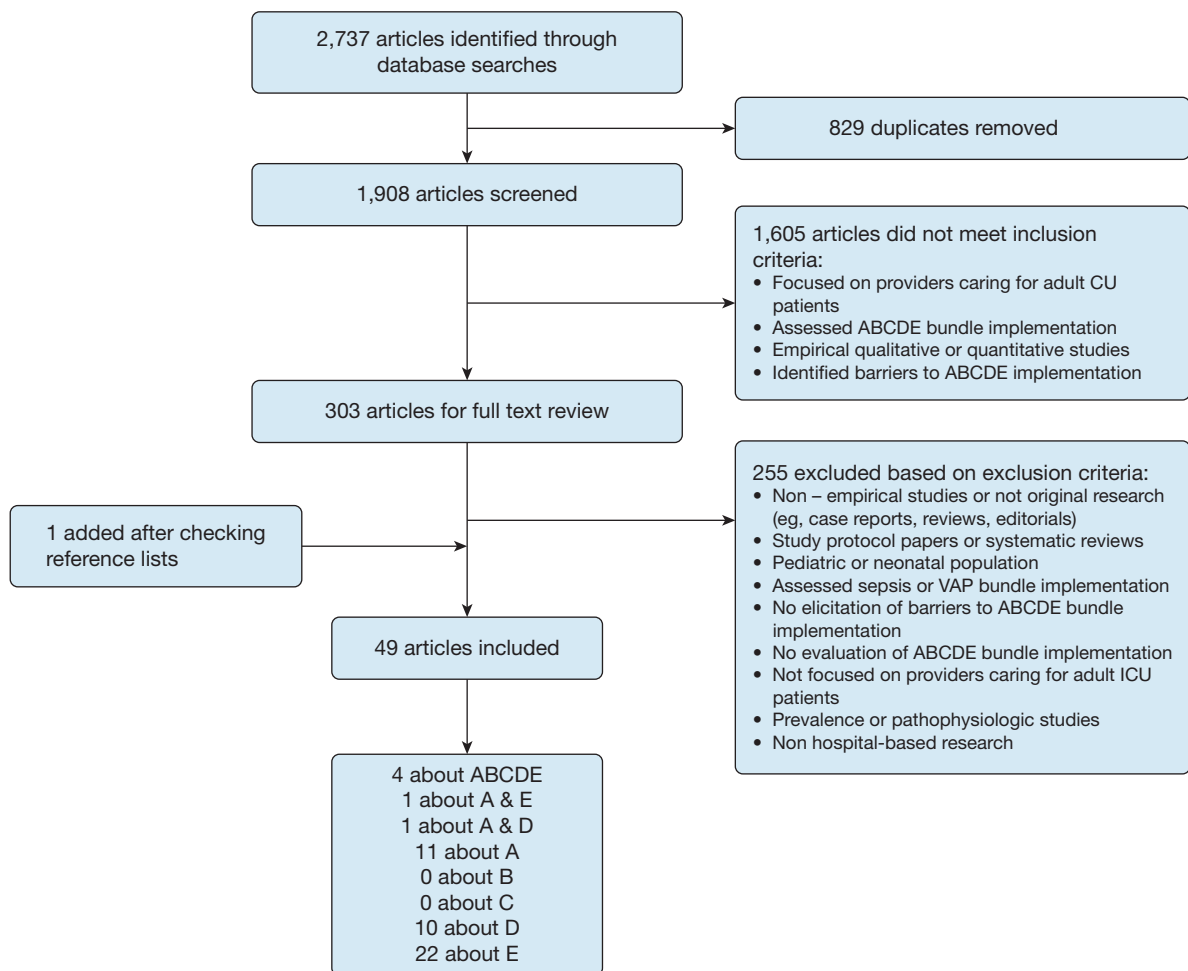 2,737 articles identified through
database searches
829 duplicates removed
1,908 articles screened
1,605 articles did not meet inclusion
criteria:
• Focused on providers caring for adult CU
patients
• Assessed ABCDE bundle implementation
• Empirical qualitative or quantitative studies
• Identified barriers to ABCDE implementation
303 articles for full text review
255 excluded based on exclusion criteria:
• Non – empirical studies or not original research
(eg, case reports, reviews, editorials)
• Study protocol papers or systematic reviews
• Pediatric or neonatal population
• Assessed sepsis or VAP bundle implementation
• No elicitation of barriers to ABCDE bundle
implementation
• No evaluation of ABCDE bundle implementation
• Not focused on providers caring for adult ICU
patients
• Prevalence or pathophysiologic studies
• Non hospital-based research
1 added after checking
reference lists
49 articles included
4 about ABCDE
1 about A & E
1 about A & D
11 about A
0 about B
0 about C
10 about D
22 about E